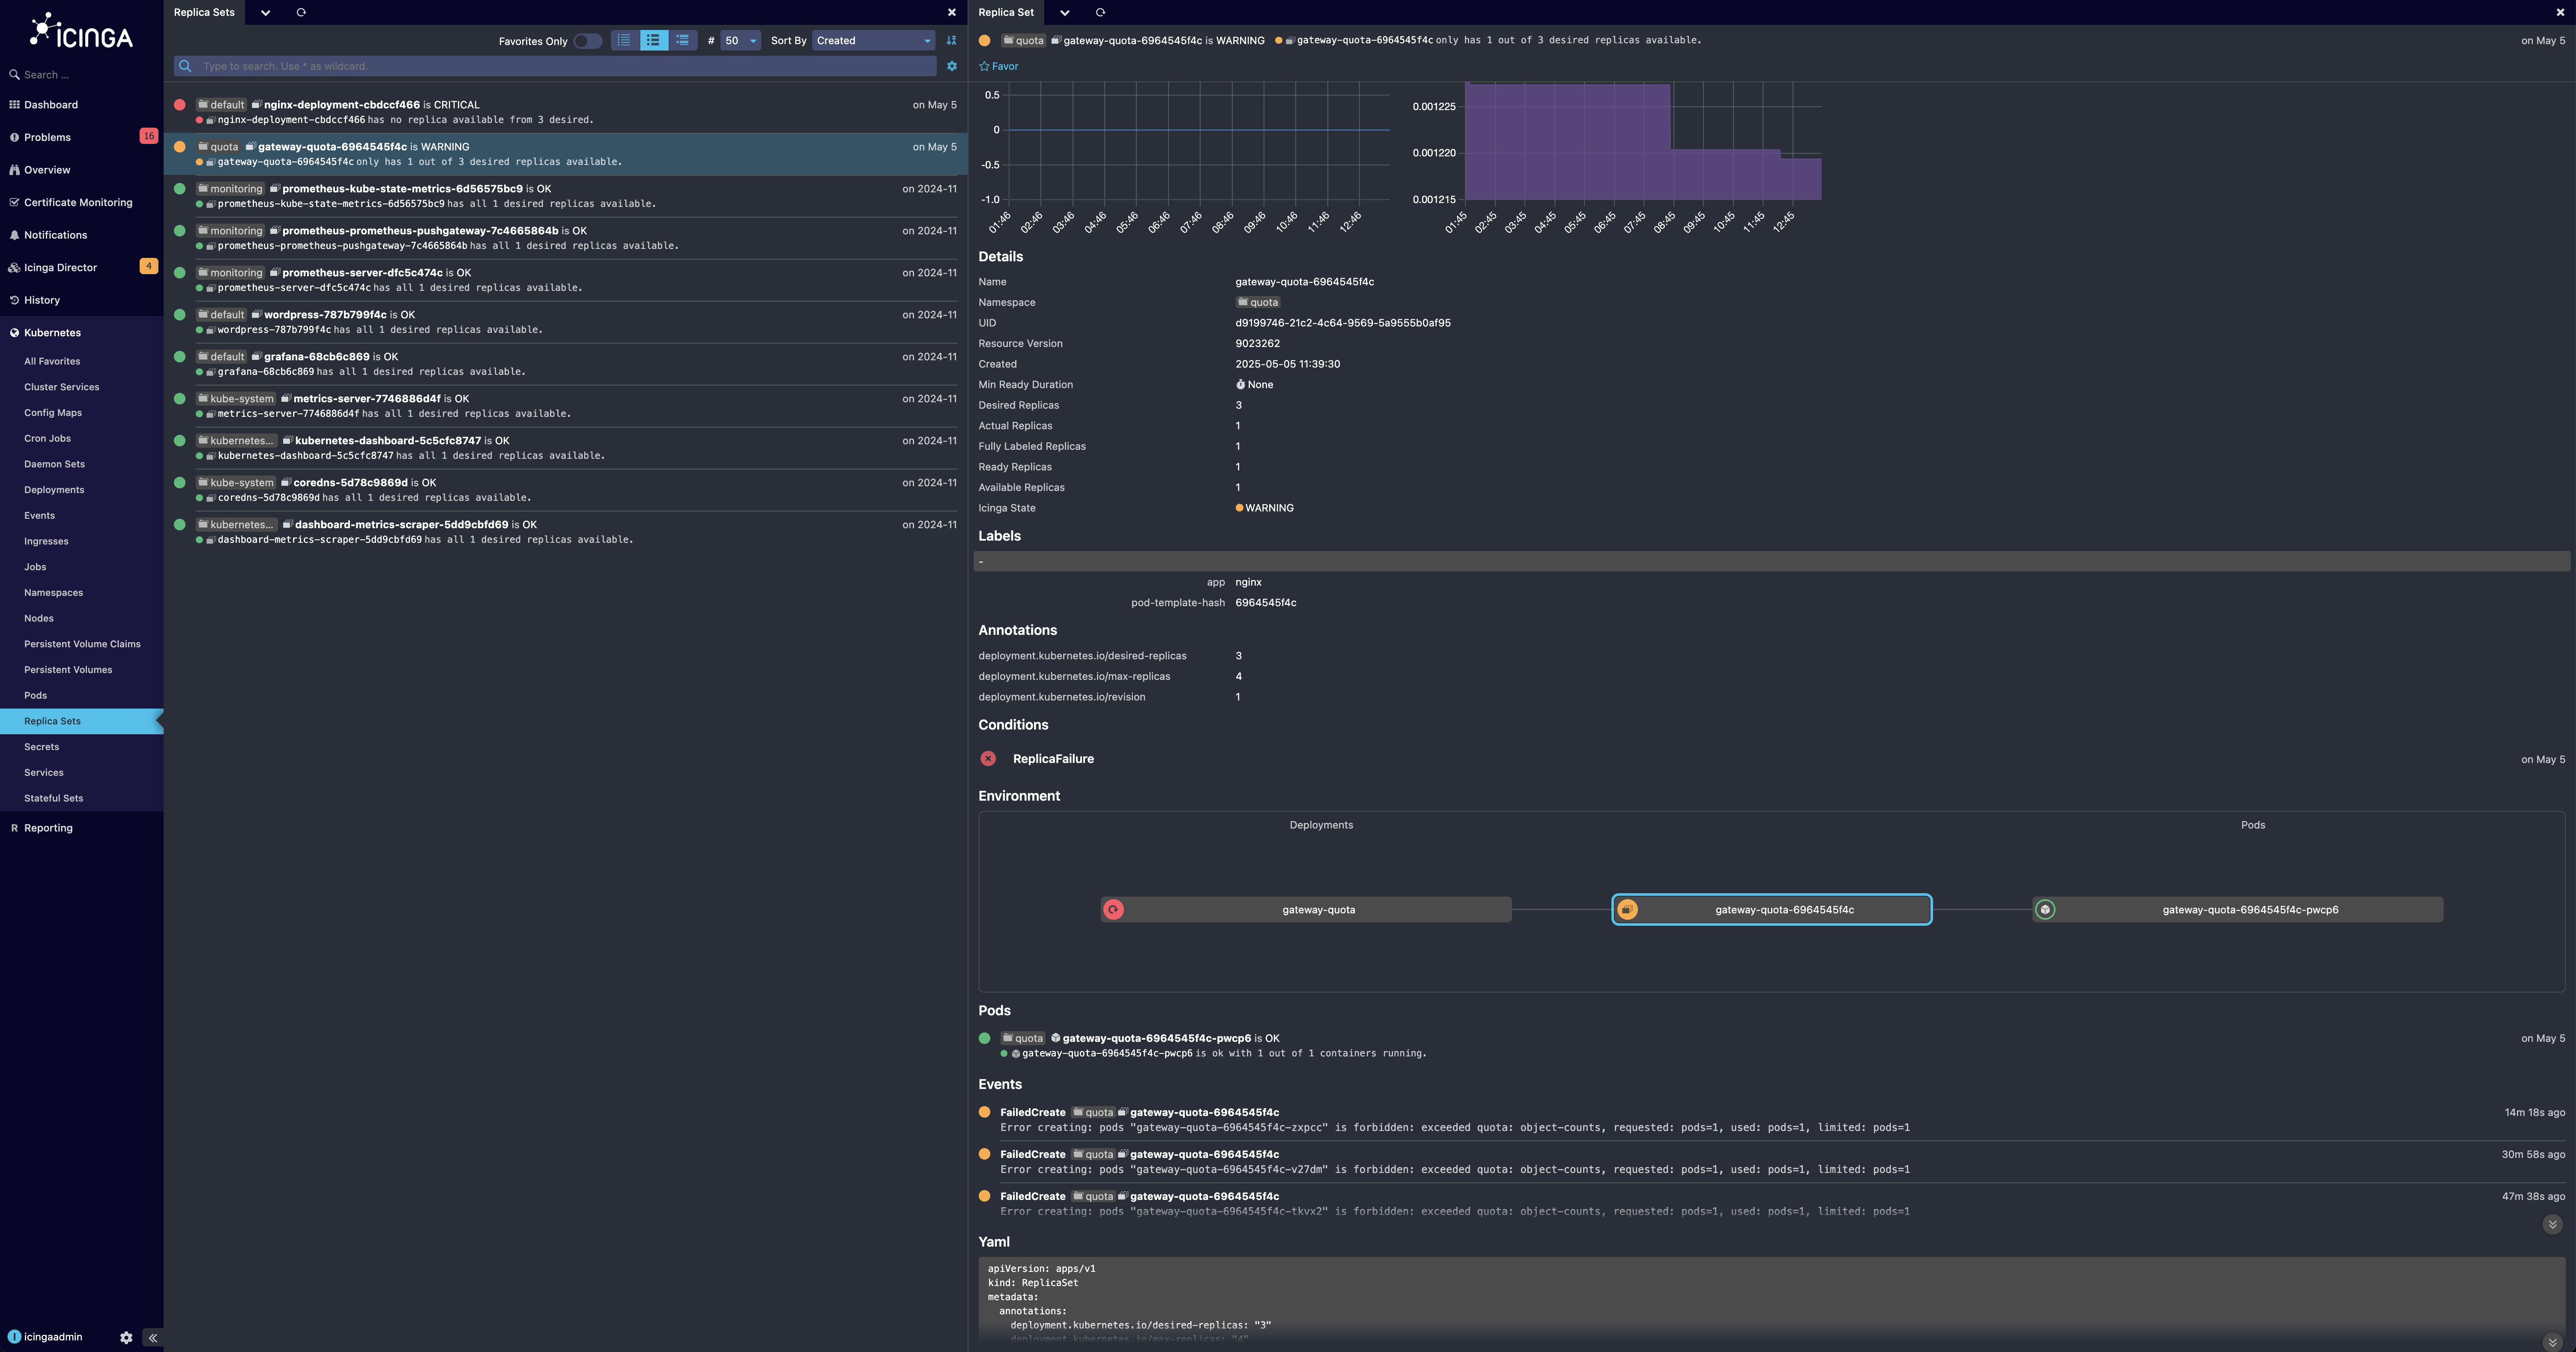 ICINGA
Search ...
Dashboard
Problems 16
Overview
Certificate Monitoring
Notifications
Icinga Director 4
History
Kubernetes
All Favorites
Cluster Services
Config Maps
Cron Jobs
Daemon Sets
Deployments
Events
Ingresses
Jobs
Namespaces
Nodes
Persistent Volume Claims
Persistent Volumes
Pods
Replica Sets
Secrets
Services
Stateful Sets
R Reporting
I icingaadmin
Replica Sets
Favorites Only # 50 Sort By Created
Type to search. Use * as wildcard.
default nginx-deployment-cbdccf466 is CRITICAL on May 5
nginx-deployment-cbdccf466 has no replica available from 3 desired.
quota gateway-quota-6964545f4c is WARNING on May 5
gateway-quota-6964545f4c only has 1 out of 3 desired replicas available.
monitoring prometheus-kube-state-metrics-6d56575bc9 is OK on 2024-11
prometheus-kube-state-metrics-6d56575bc9 has all 1 desired replicas available.
monitoring prometheus-prometheus-pushgateway-7c4665864b is OK on 2024-11
prometheus-prometheus-pushgateway-7c4665864b has all 1 desired replicas available.
monitoring prometheus-server-dfc5c474c is OK on 2024-11
prometheus-server-dfc5c474c has all 1 desired replicas available.
default wordpress-787b799f4c is OK on 2024-11
wordpress-787b799f4c has all 1 desired replicas available.
default grafana-68cb6c869 is OK on 2024-11
grafana-68cb6c869 has all 1 desired replicas available.
kube-system metrics-server-7746886d4f is OK on 2024-11
metrics-server-7746886d4f has all 1 desired replicas available.
kubernetes... kubernetes-dashboard-5c5cfc8747 is OK on 2024-11
kubernetes-dashboard-5c5cfc8747 has all 1 desired replicas available.
kube-system coredns-5d78c9869d is OK on 2024-11
coredns-5d78c9869d has all 1 desired replicas available.
kubernetes... dashboard-metrics-scraper-5dd9cbfd69 is OK on 2024-11
dashboard-metrics-scraper-5dd9cbfd69 has all 1 desired replicas available.
Replica Set
quota gateway-quota-6964545f4c is WARNING gateway-quota-6964545f4c only has 1 out of 3 desired replicas available. on May 5
Favor
0.5
0
-0.5
-1.0
01:46 02:46 03:46 04:46 05:46 06:46 07:46 08:46 09:46 10:46 11:46 12:46
0.001225
0.001220
0.001215
01:45 02:45 03:45 04:45 05:45 06:45 07:45 08:45 09:45 10:45 11:45 12:45
Details
Name gateway-quota-6964545f4c
Namespace quota
UID d9199746-21c2-4c64-9569-5a9555b0af95
Resource Version 9023262
Created 2025-05-05 11:39:30
Min Ready Duration None
Desired Replicas 3
Actual Replicas 1
Fully Labeled Replicas 1
Ready Replicas 1
Available Replicas 1
Icinga State WARNING
Labels
-
app nginx
pod-template-hash 6964545f4c
Annotations
deployment.kubernetes.io/desired-replicas 3
deployment.kubernetes.io/max-replicas 4
deployment.kubernetes.io/revision 1
Conditions
ReplicaFailure on May 5
Environment
Deployments Pods
gateway-quota gateway-quota-6964545f4c gateway-quota-6964545f4c-pwcp6
Pods
quota gateway-quota-6964545f4c-pwcp6 is OK on May 5
gateway-quota-6964545f4c-pwcp6 is ok with 1 out of 1 containers running.
Events
FailedCreate quota gateway-quota-6964545f4c 14m 18s ago
Error creating: pods "gateway-quota-6964545f4c-zxpcc" is forbidden: exceeded quota: object-counts, requested: pods=1, used: pods=1, limited: pods=1
FailedCreate quota gateway-quota-6964545f4c 30m 58s ago
Error creating: pods "gateway-quota-6964545f4c-v27dm" is forbidden: exceeded quota: object-counts, requested: pods=1, used: pods=1, limited: pods=1
FailedCreate quota gateway-quota-6964545f4c 47m 38s ago
Error creating: pods "gateway-quota-6964545f4c-tkvx2" is forbidden: exceeded quota: object-counts, requested: pods=1, used: pods=1, limited: pods=1
Yaml
apiVersion: apps/v1
kind: ReplicaSet
metadata:
annotations:
deployment.kubernetes.io/desired-replicas: "3"
deployment.kubernetes.io/max-replicas: "4"